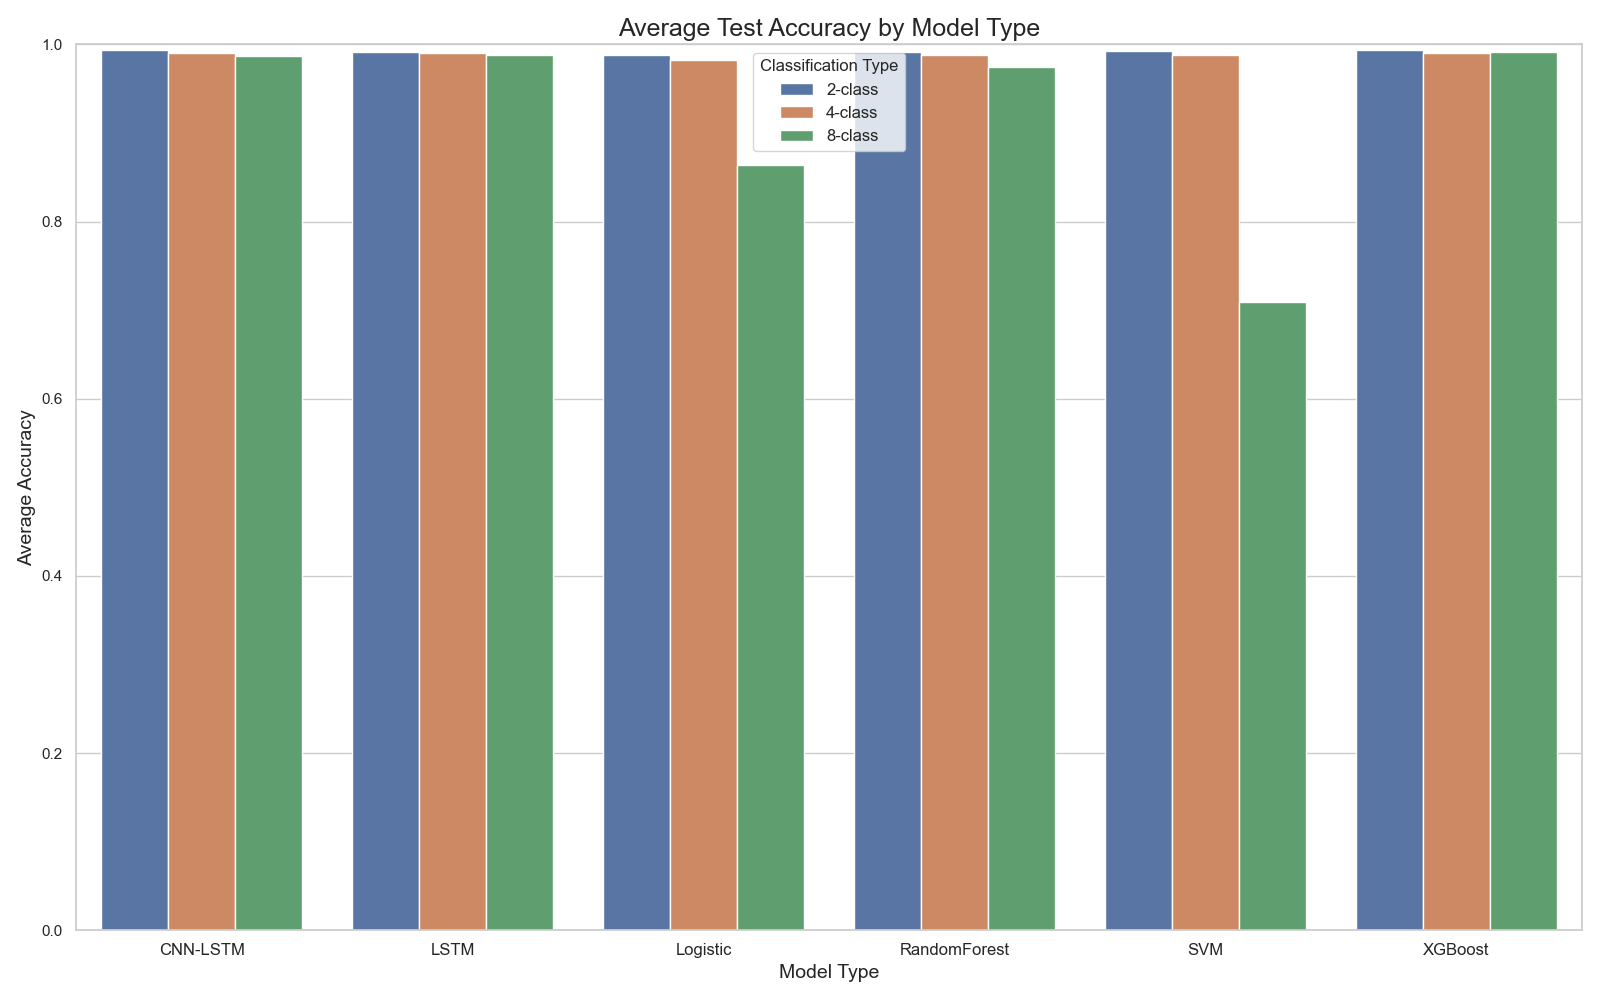 Average Test Accuracy by Model Type
Classification Type
2-class
4-class
8-class
Average Accuracy
1.0
0.8
0.6
0.4
0.2
0.0
CNN-LSTM
LSTM
Logistic
RandomForest
SVM
XGBoost
Model Type